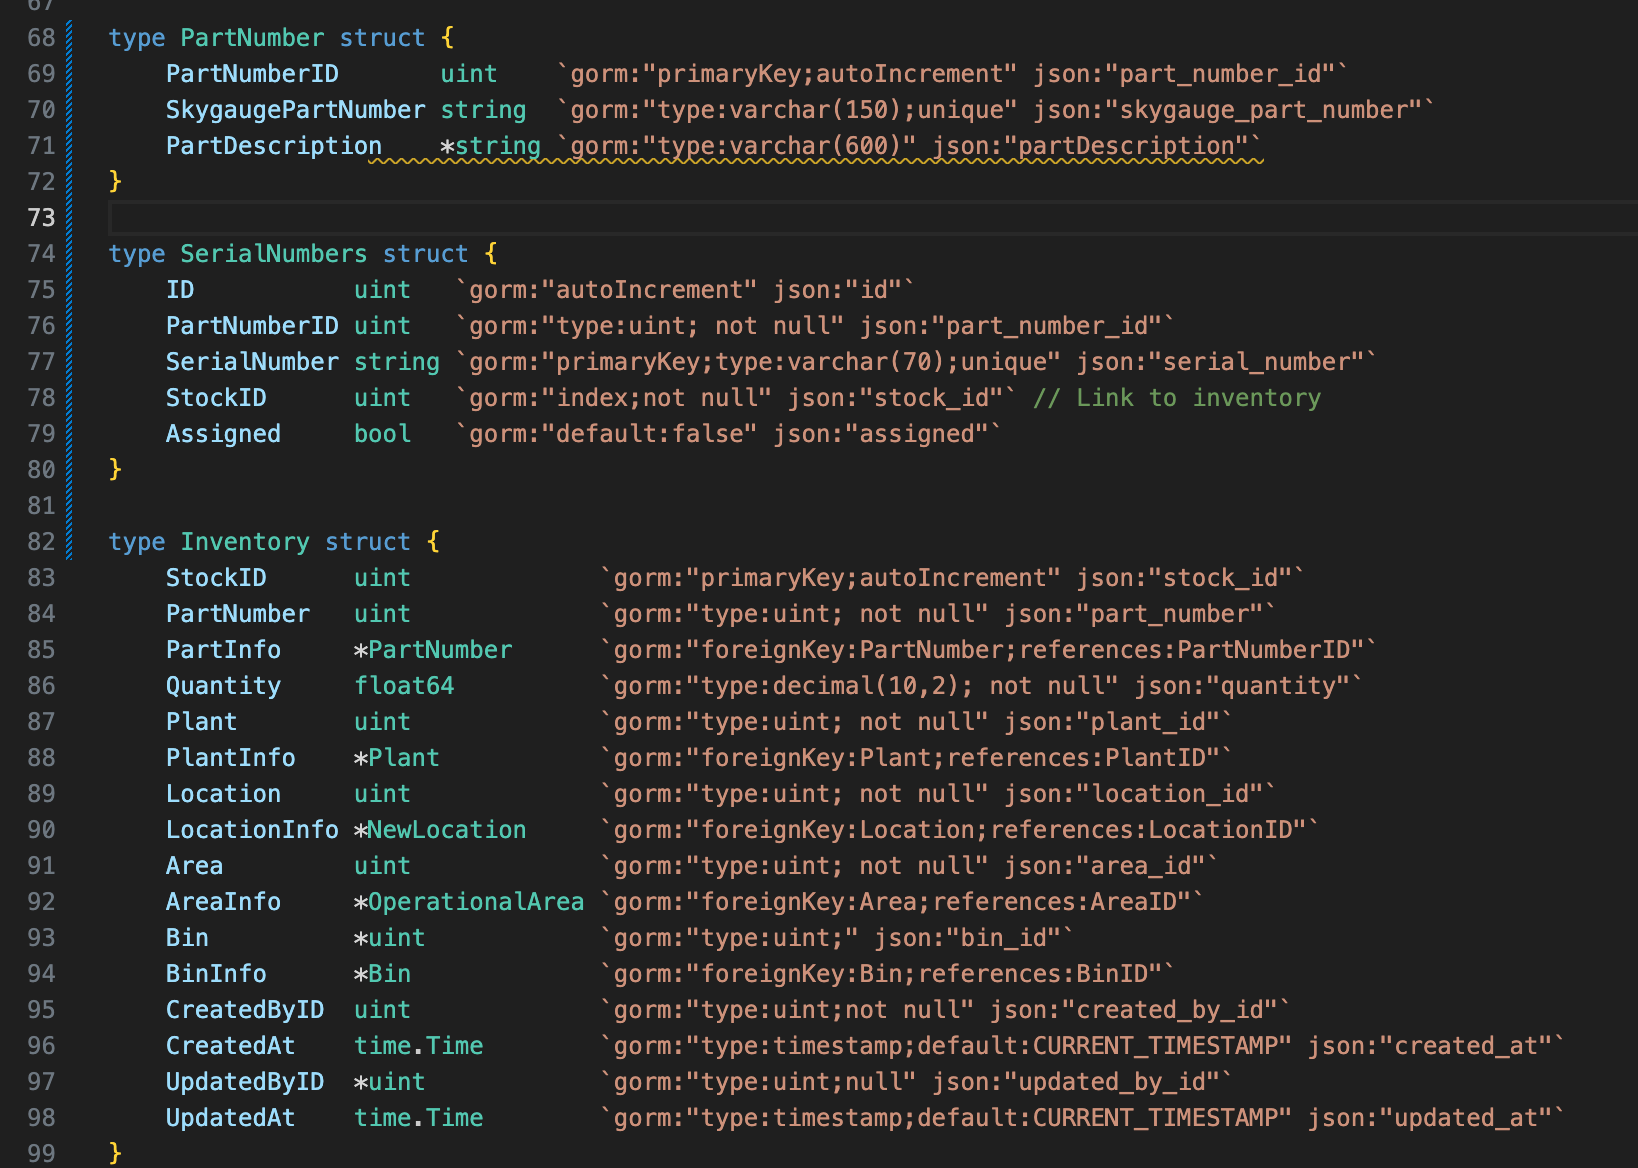 67
68 type PartNumber struct {
69     PartNumberID       uint    `gorm:"primaryKey;autoIncrement" json:"part_number_id"`
70     SkygaugePartNumber string  `gorm:"type:varchar(150);unique" json:"skygauge_part_number"`
71     PartDescription    *string `gorm:"type:varchar(600)" json:"partDescription"`
72 }
73
74 type SerialNumbers struct {
75     ID           uint   `gorm:"autoIncrement" json:"id"`
76     PartNumberID uint   `gorm:"type:uint; not null" json:"part_number_id"`
77     SerialNumber string `gorm:"primaryKey;type:varchar(70);unique" json:"serial_number"`
78     StockID      uint   `gorm:"index;not null" json:"stock_id"` // Link to inventory
79     Assigned     bool   `gorm:"default:false" json:"assigned"`
80 }
81
82 type Inventory struct {
83     StockID      uint             `gorm:"primaryKey;autoIncrement" json:"stock_id"`
84     PartNumber   uint             `gorm:"type:uint; not null" json:"part_number"`
85     PartInfo     *PartNumber      `gorm:"foreignKey:PartNumber;references:PartNumberID"`
86     Quantity     float64          `gorm:"type:decimal(10,2); not null" json:"quantity"`
87     Plant        uint             `gorm:"type:uint; not null" json:"plant_id"`
88     PlantInfo    *Plant           `gorm:"foreignKey:Plant;references:PlantID"`
89     Location     uint             `gorm:"type:uint; not null" json:"location_id"`
90     LocationInfo *NewLocation     `gorm:"foreignKey:Location;references:LocationID"`
91     Area         uint             `gorm:"type:uint; not null" json:"area_id"`
92     AreaInfo     *OperationalArea `gorm:"foreignKey:Area;references:AreaID"`
93     Bin          *uint            `gorm:"type:uint;" json:"bin_id"`
94     BinInfo      *Bin             `gorm:"foreignKey:Bin;references:BinID"`
95     CreatedByID  uint             `gorm:"type:uint;not null" json:"created_by_id"`
96     CreatedAt    time.Time        `gorm:"type:timestamp;default:CURRENT_TIMESTAMP" json:"created_at"`
97     UpdatedByID  *uint            `gorm:"type:uint;null" json:"updated_by_id"`
98     UpdatedAt    time.Time        `gorm:"type:timestamp;default:CURRENT_TIMESTAMP" json:"updated_at"`
99 }